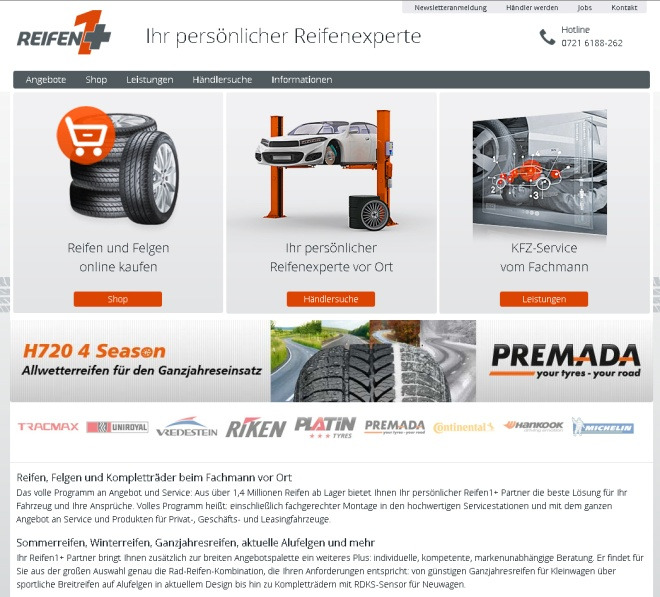 Newsletteranmeldung Händler werden Jobs Kontakt
REIFEN1+
Ihr persönlicher Reifenexperte
Hotline
0721 6188-262
Angebote Shop Leistungen Händlersuche Informationen
Reifen und Felgen
online kaufen
Shop
Ihr persönlicher
Reifenexperte vor Ort
Händlersuche
1
2
3
KFZ-Service
vom Fachmann
Leistungen
H720 4 Season
Allwetterreifen für den Ganzjahreseinsatz
PREMADA
your tyres - your road
TRACMAX UNIROYAL VREDESTEIN RIKEN PLATIN TYRES PREMADA your tyres - your road Continental HANKOOK MICHELIN
Reifen, Felgen und Kompletträder beim Fachmann vor Ort
Das volle Programm an Angebot und Service: Aus über 1,4 Millionen Reifen ab Lager bietet Ihnen Ihr persönlicher Reifen1+ Partner die beste Lösung für Ihr
Fahrzeug und Ihre Ansprüche. Volles Programm heißt: einschließlich fachgerechter Montage in den hochwertigen Servicestationen und mit dem ganzen
Angebot an Service und Produkten für Privat-, Geschäfts- und Leasingfahrzeuge.
Sommerreifen, Winterreifen, Ganzjahresreifen, aktuelle Alufelgen und mehr
Ihr Reifen1+ Partner bringt Ihnen zusätzlich zur breiten Angebotspalette ein weiteres Plus: individuelle, kompetente, markenunabhängige Beratung. Er findet für
Sie aus der großen Auswahl genau die Rad-Reifen-Kombination, die Ihren Anforderungen entspricht: von günstigen Ganzjahresreifen für Kleinwagen über
sportliche Breitreifen auf Alufelgen in aktuellem Design bis hin zu Kompletträdern mit RDKS-Sensor für Neuwagen.